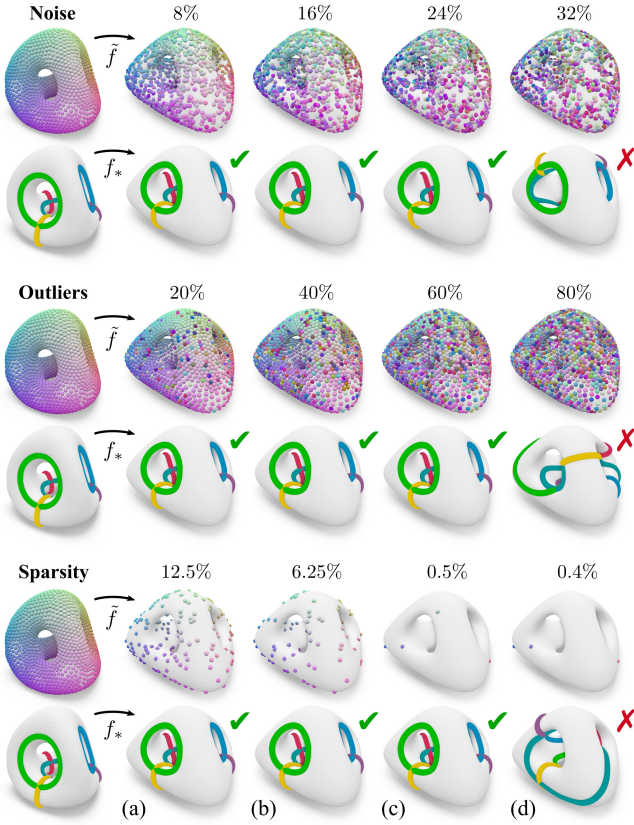 Noise 8% 16% 24% 32%
f̃
f∗ ✓ ✓ ✓ ✗
Outliers 20% 40% 60% 80%
f̃
f∗ ✓ ✓ ✓ ✗
Sparsity 12.5% 6.25% 0.5% 0.4%
f̃
f∗ ✓ ✓ ✓ ✗
(a) (b) (c) (d)